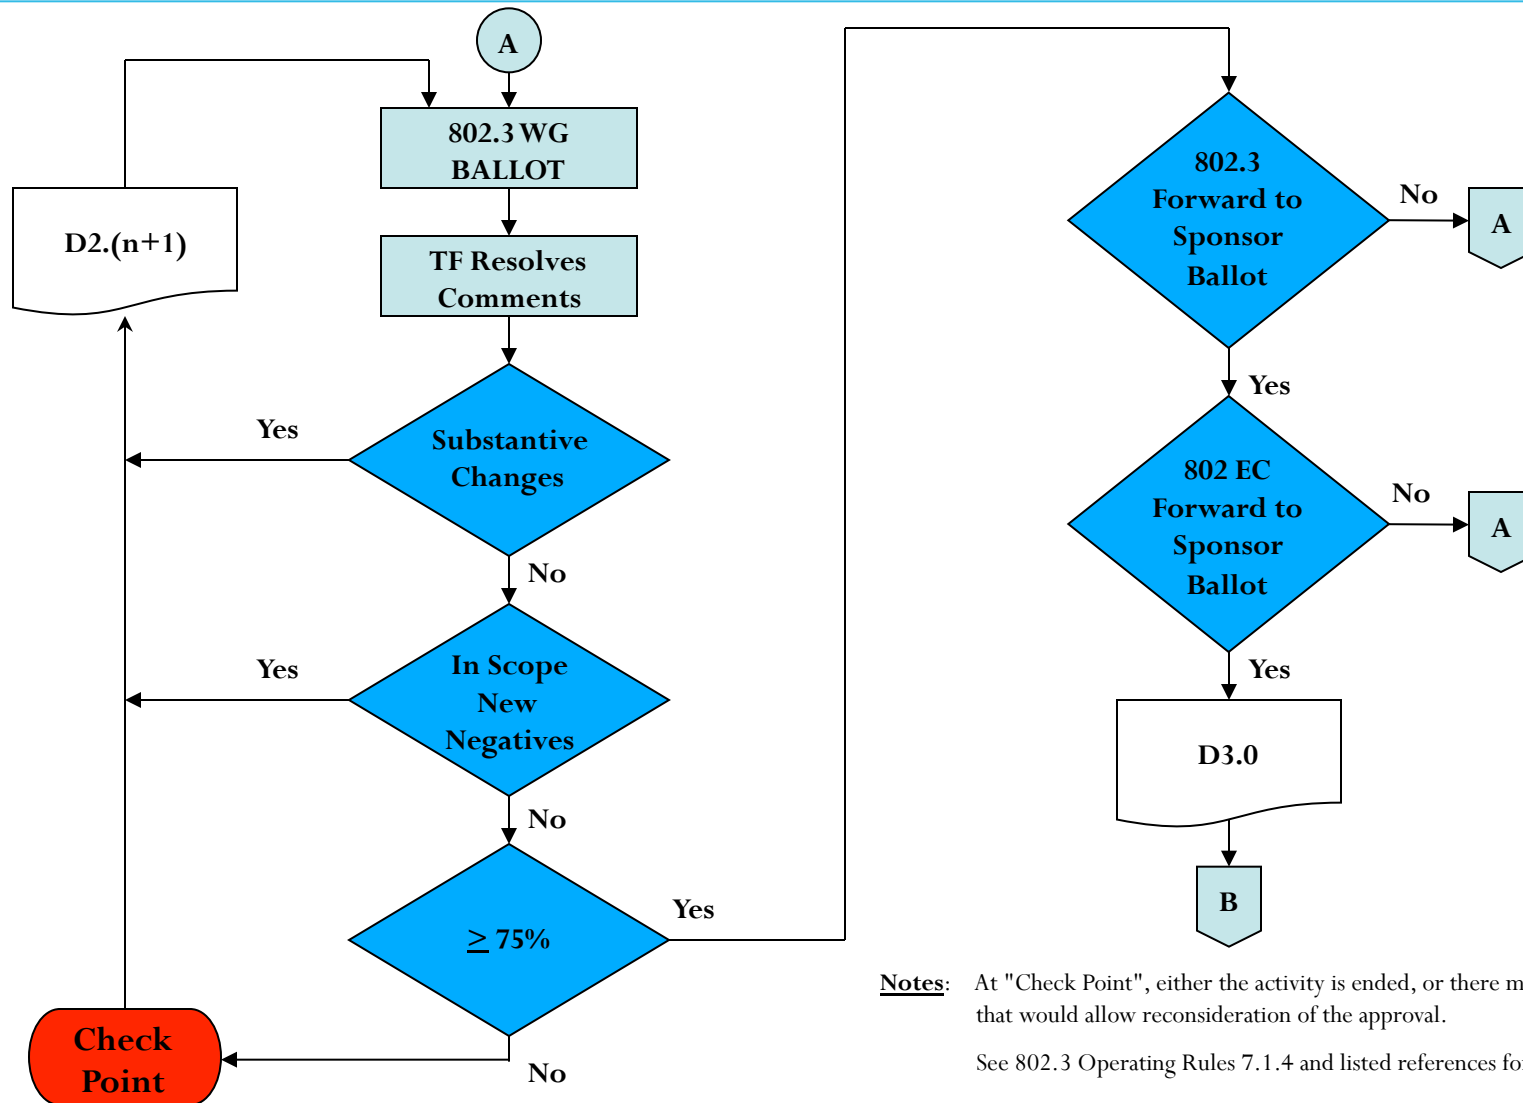 A
802.3 WG
BALLOT
D2.(n+1)
TF Resolves
Comments
Yes
Substantive
Changes
No
Yes
In Scope
New
Negatives
No
≥ 75%
Yes
No
Check
Point
802.3
Forward to
Sponsor
Ballot
No
A
Yes
802 EC
Forward to
Sponsor
Ballot
No
A
Yes
D3.0
B
Notes: At "Check Point", either the activity is ended, or there
that would allow reconsideration of the approval.
See 802.3 Operating Rules 7.1.4 and listed references